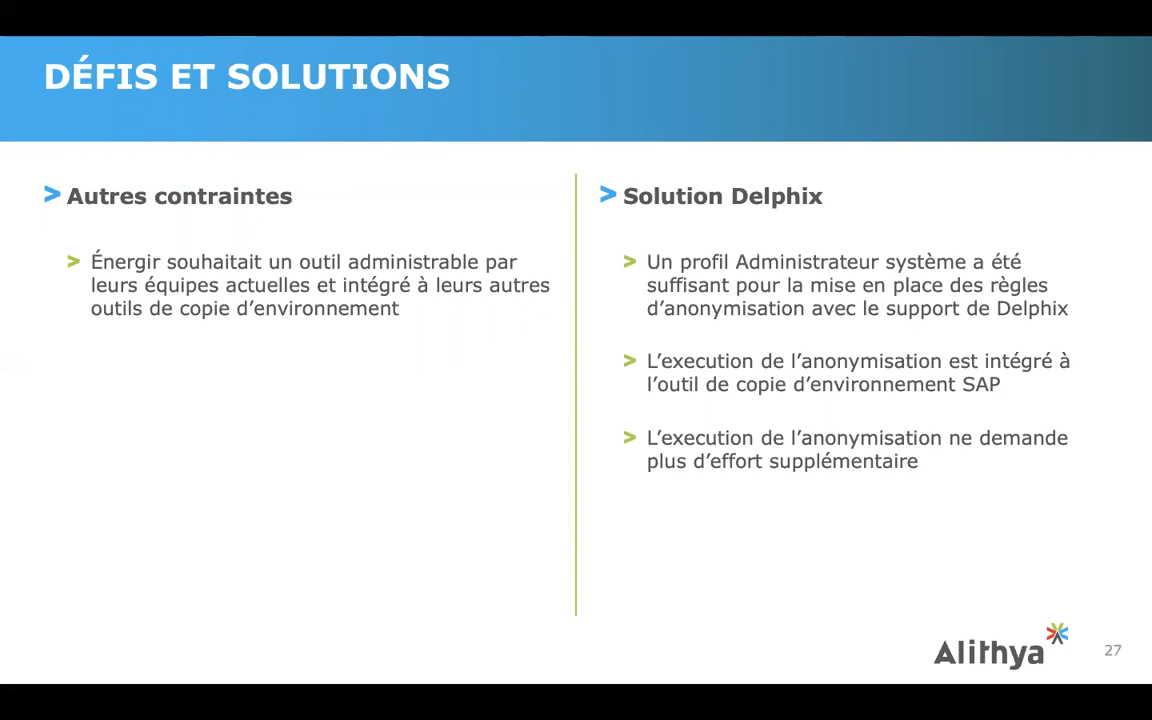 DÉFIS ET SOLUTIONS
> Autres contraintes
> Énergir souhaitait un outil administrable par
leurs équipes actuelles et intégré à leurs autres
outils de copie d’environnement
> Solution Delphix
> Un profil Administrateur système a été
suffisant pour la mise en place des règles
d’anonymisation avec le support de Delphix
> L’execution de l’anonymisation est intégré à
l’outil de copie d’environnement SAP
> L’execution de l’anonymisation ne demande
plus d’effort supplémentaire
Alithya
27